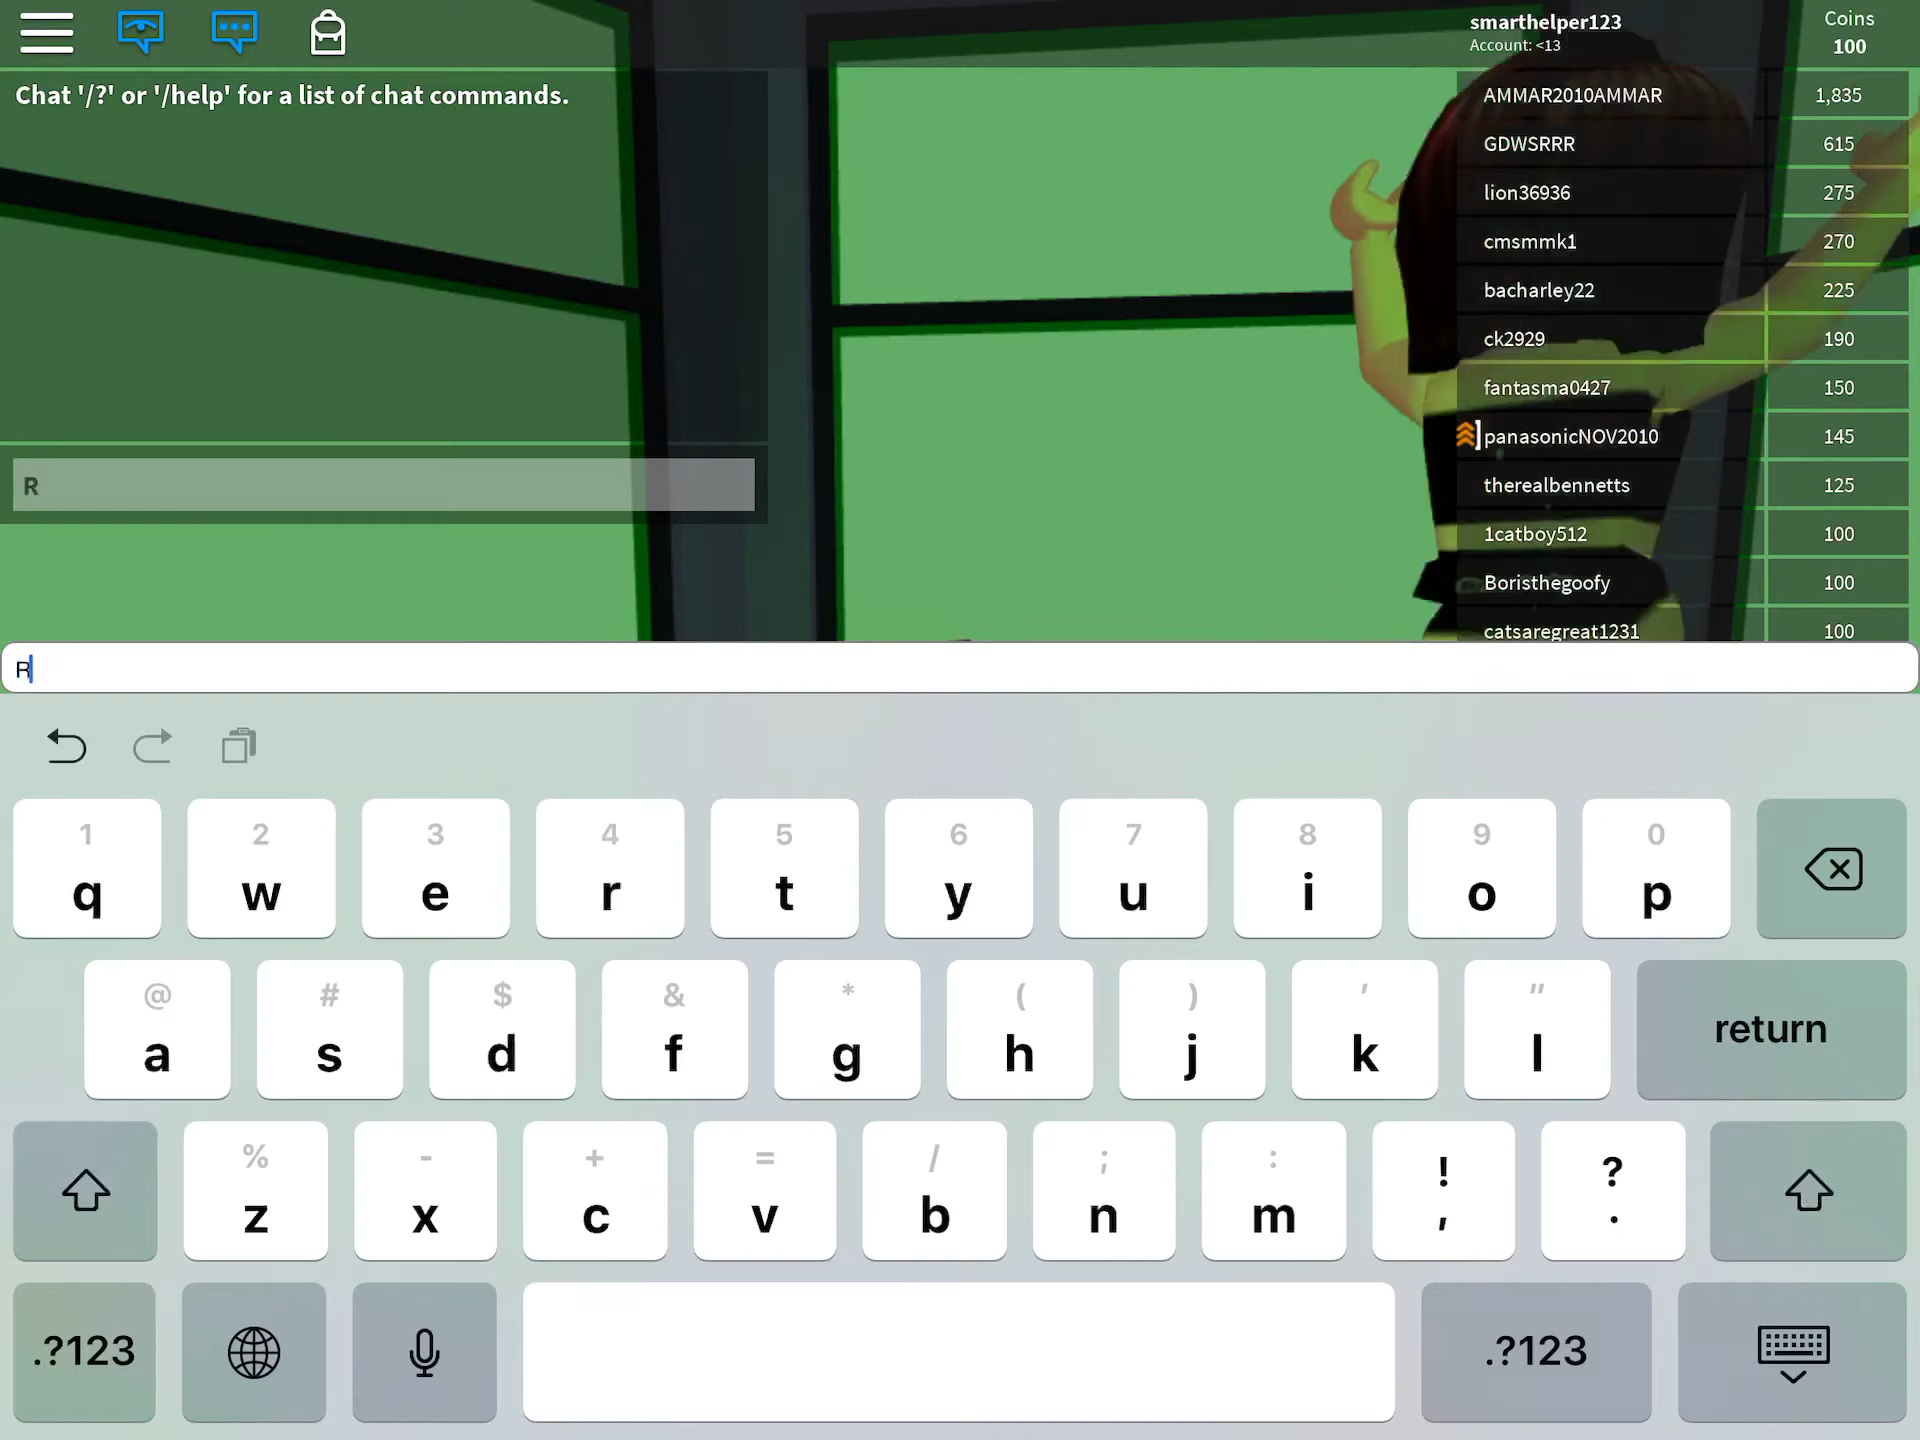 smarthelper123
Account: <13
Coins
100
Chat '/?' or '/help' for a list of chat commands.
AMMAR2010AMMAR 1,835
GDWSRRR 615
lion36936 275
cmsmmk1 270
bacharley22 225
ck2929 190
fantasma0427 150
panasonicNOV2010 145
therealbennetts 125
1catboy512 100
Boristhegoofy 100
catsaregreat1231 100
R
R
1 2 3 4 5 6 7 8 9 0
q w e r t y u i o p
@ # $ & * ( ) ' "
a s d f g h j k l return
% - + = / ; : ! ?
z x c v b n m , .
.?123 .?123